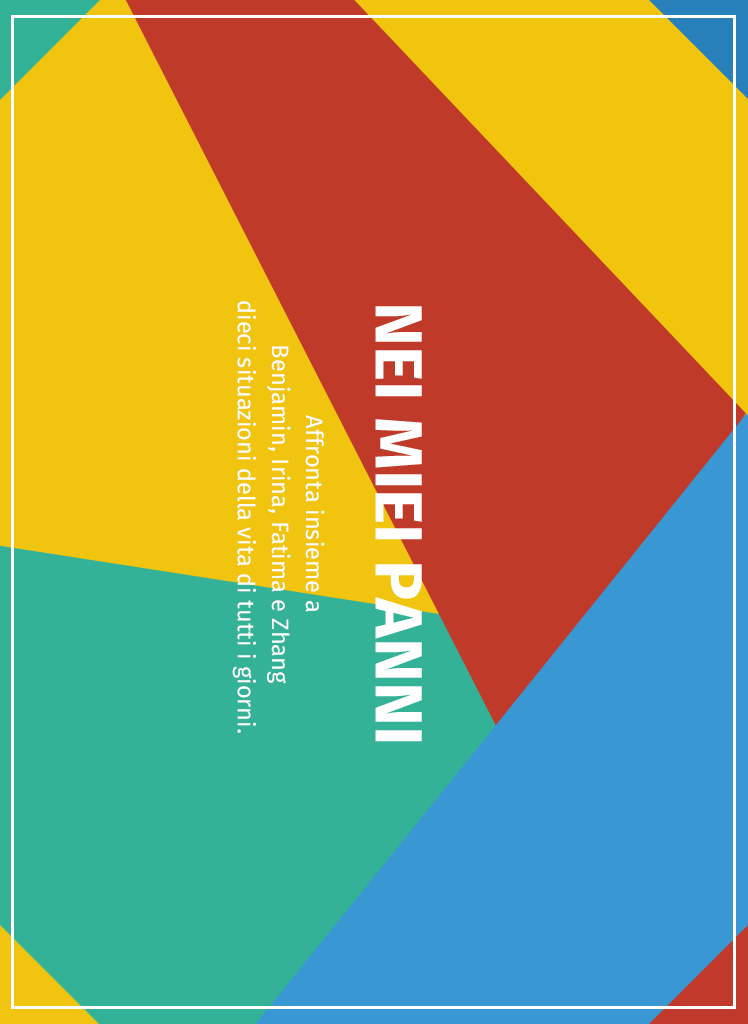 NEI MIEI PANNI
Affronta insieme a
Benjamin, Irina, Fatima e Zhang
dieci situazioni della vita di tutti i giorni.